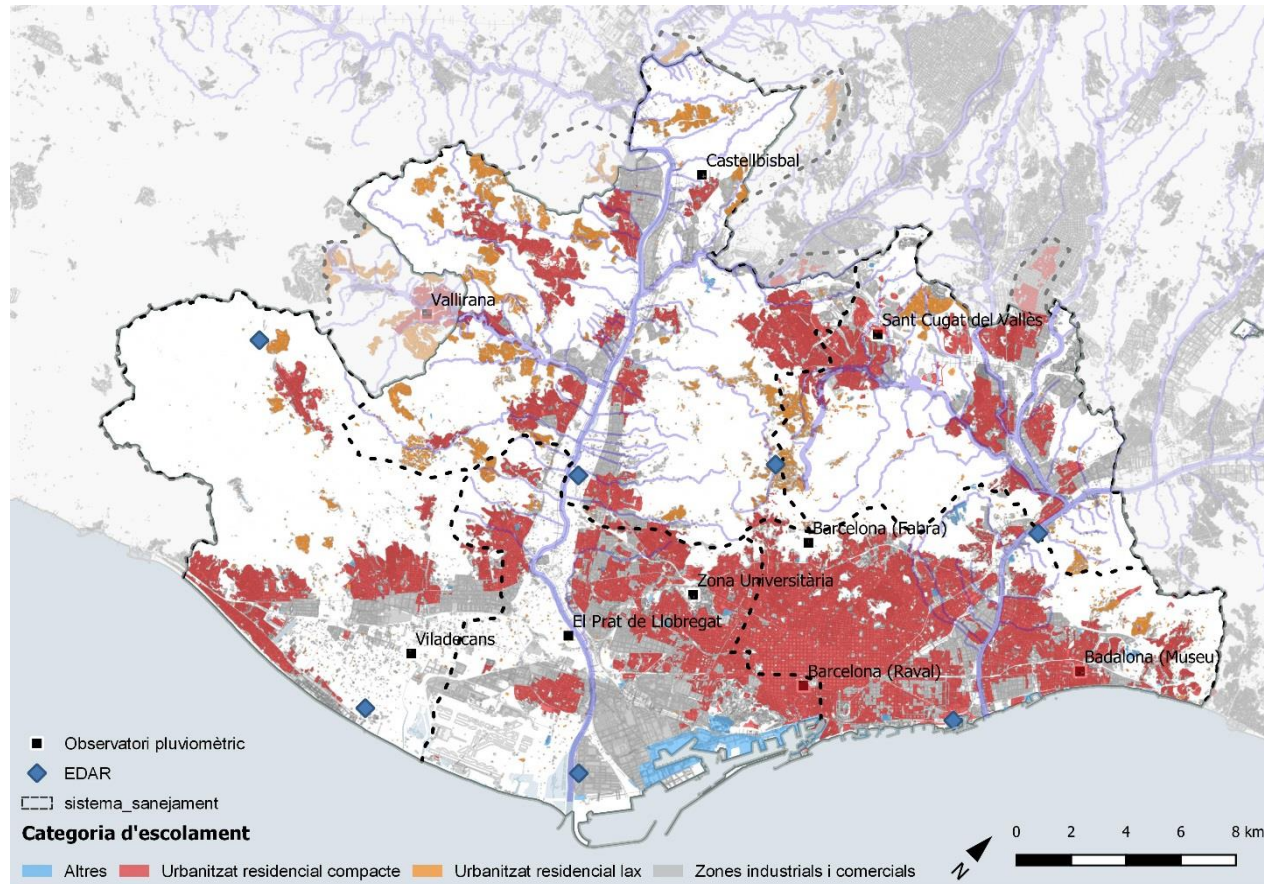 Castellbisbal
Vallirana
Sant Cugat del Vallès
Barcelona (Fabra)
Zona Universitària
El Prat de Llobregat
Viladecans
Barcelona (Raval)
Badalona (Museu)
Observatori pluviomètric
EDAR
sistema_sanejament
Categoria d'escolament
Altres
Urbanitzat residencial compacte
Urbanitzat residencial lax
Zones industrials i comercials
N
0 2 4 6 8 km